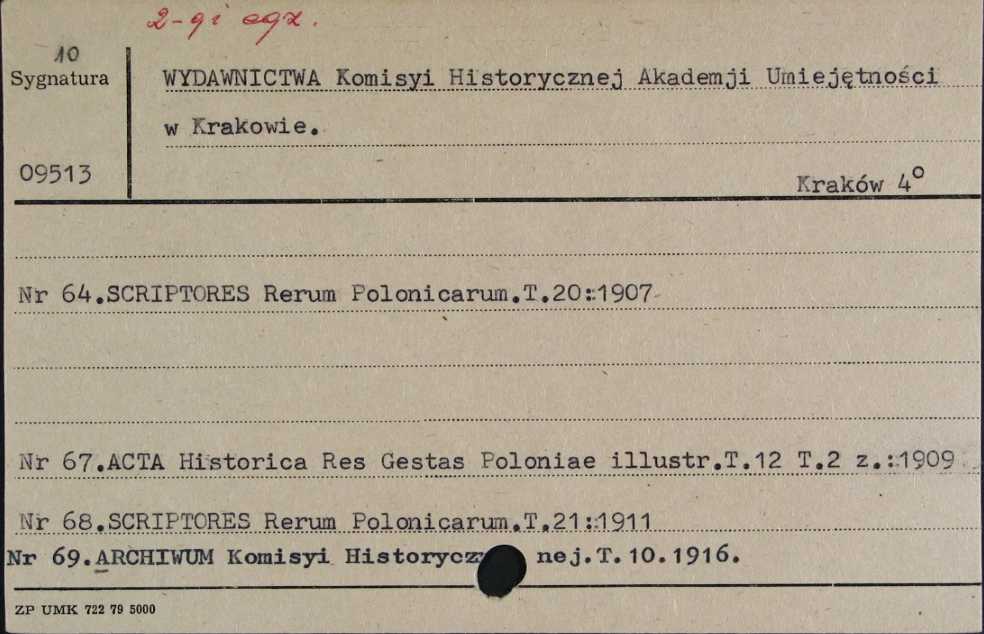 2-gi egz.
10
Sygnatura
WYDAWNICTWA Komisyi Historycznej Akademji Umiejętności
w Krakowie.
09513
Kraków 4°
Nr 64.SCRIPTORES Rerum Polonicarum.T.20:1907
Nr 67.ACTA Historica Res Gestas Poloniae illustr.T.12 T.2 z.:1909
Nr 68.SCRIPTORES Rerum Polonicarum.T.21:1911
Nr 69.ARCHIWUM Komisyi Historycz nej.T.10.1916.
ZP UMK 722 79 5000